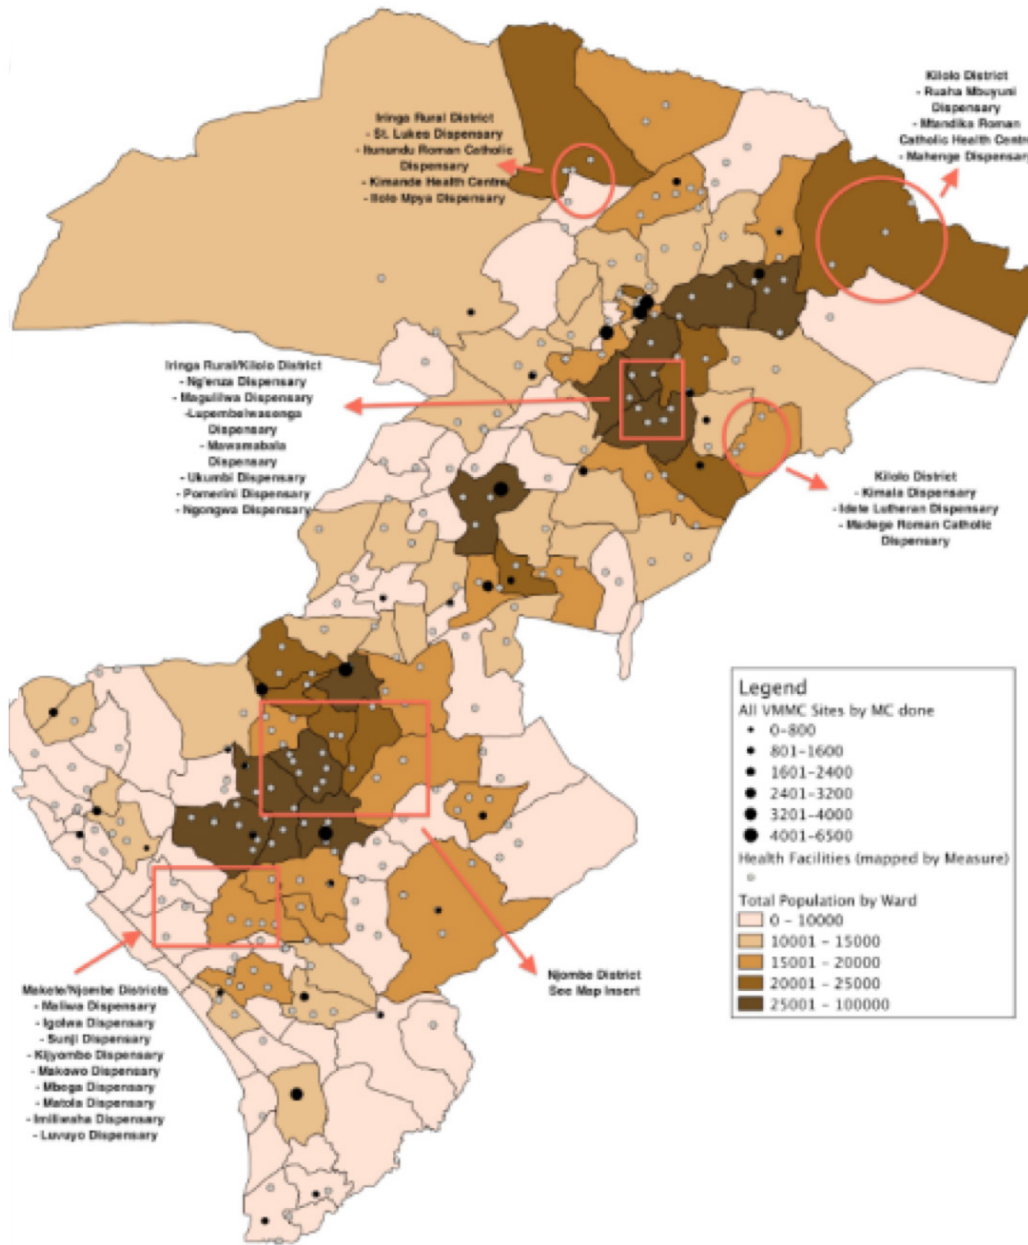 Iringa Rural District
- St. Lukes Dispensary
- Itunundu Roman Catholic
Dispensary
- Kimande Health Centre
- Ilolo Mpya Dispensary
Kilolo District
- Ruaha Mbuyuni
Dispensary
- Mtandika Roman
Catholic Health Centre
- Mahenge Dispensary
Iringa Rural/Kilolo District
- Ng'enza Dispensary
- Magulilwa Dispensary
-Lupembelwasonga
Dispensary
- Mawamabala
Dispensary
- Ukumbi Dispensary
- Pomerini Dispensary
- Ngongwa Dispensary
Kilolo District
- Kimala Dispensary
- Idete Lutheran Dispensary
- Madege Roman Catholic
Dispensary
Legend
All VMMC Sites by MC done
0-800
801-1600
1601-2400
2401-3200
3201-4000
4001-6500
Health Facilities (mapped by Measure)
Total Population by Ward
0 - 10000
10001 - 15000
15001 - 20000
20001 - 25000
25001 - 100000
Njombe District
See Map Insert
Makete/Njombe Districts
- Maliwa Dispensary
- Igolwa Dispensary
- Sunji Dispensary
- Kijyombo Dispensary
- Makowo Dispensary
- Mbega Dispensary
- Matola Dispensary
- Imiliwaha Dispensary
- Luvuyo Dispensary